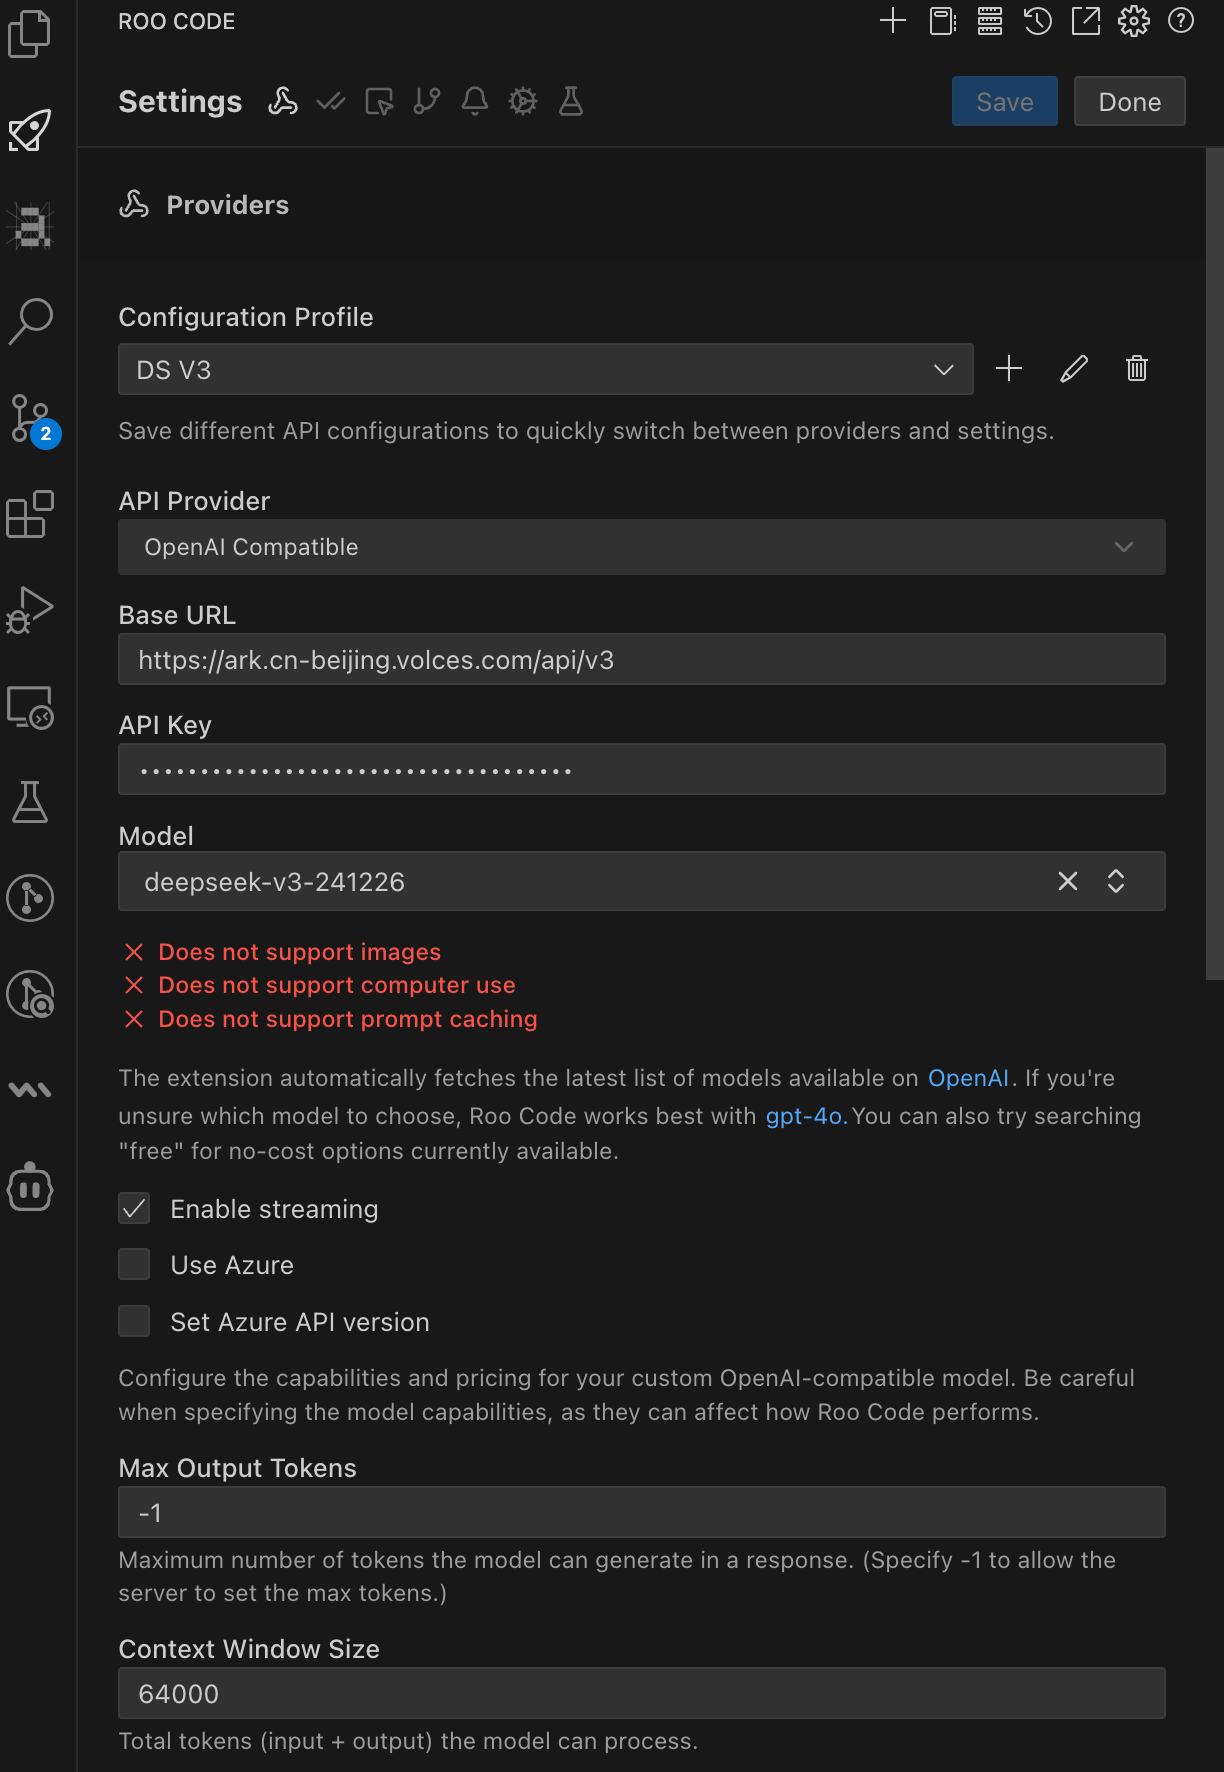 ROO CODE
Settings
Save
Done
Providers
Configuration Profile
DS V3
Save different API configurations to quickly switch between providers and settings.
2
API Provider
OpenAI Compatible
Base URL
https://ark.cn-beijing.volces.com/api/v3
API Key
••••••••••••••••••••••••••••••••••••
Model
deepseek-v3-241226
Does not support images
Does not support computer use
Does not support prompt caching
The extension automatically fetches the latest list of models available on OpenAI. If you're
unsure which model to choose, Roo Code works best with gpt-4o. You can also try searching
"free" for no-cost options currently available.
Enable streaming
Use Azure
Set Azure API version
Configure the capabilities and pricing for your custom OpenAI-compatible model. Be careful
when specifying the model capabilities, as they can affect how Roo Code performs.
Max Output Tokens
-1
Maximum number of tokens the model can generate in a response. (Specify -1 to allow the
server to set the max tokens.)
Context Window Size
64000
Total tokens (input + output) the model can process.